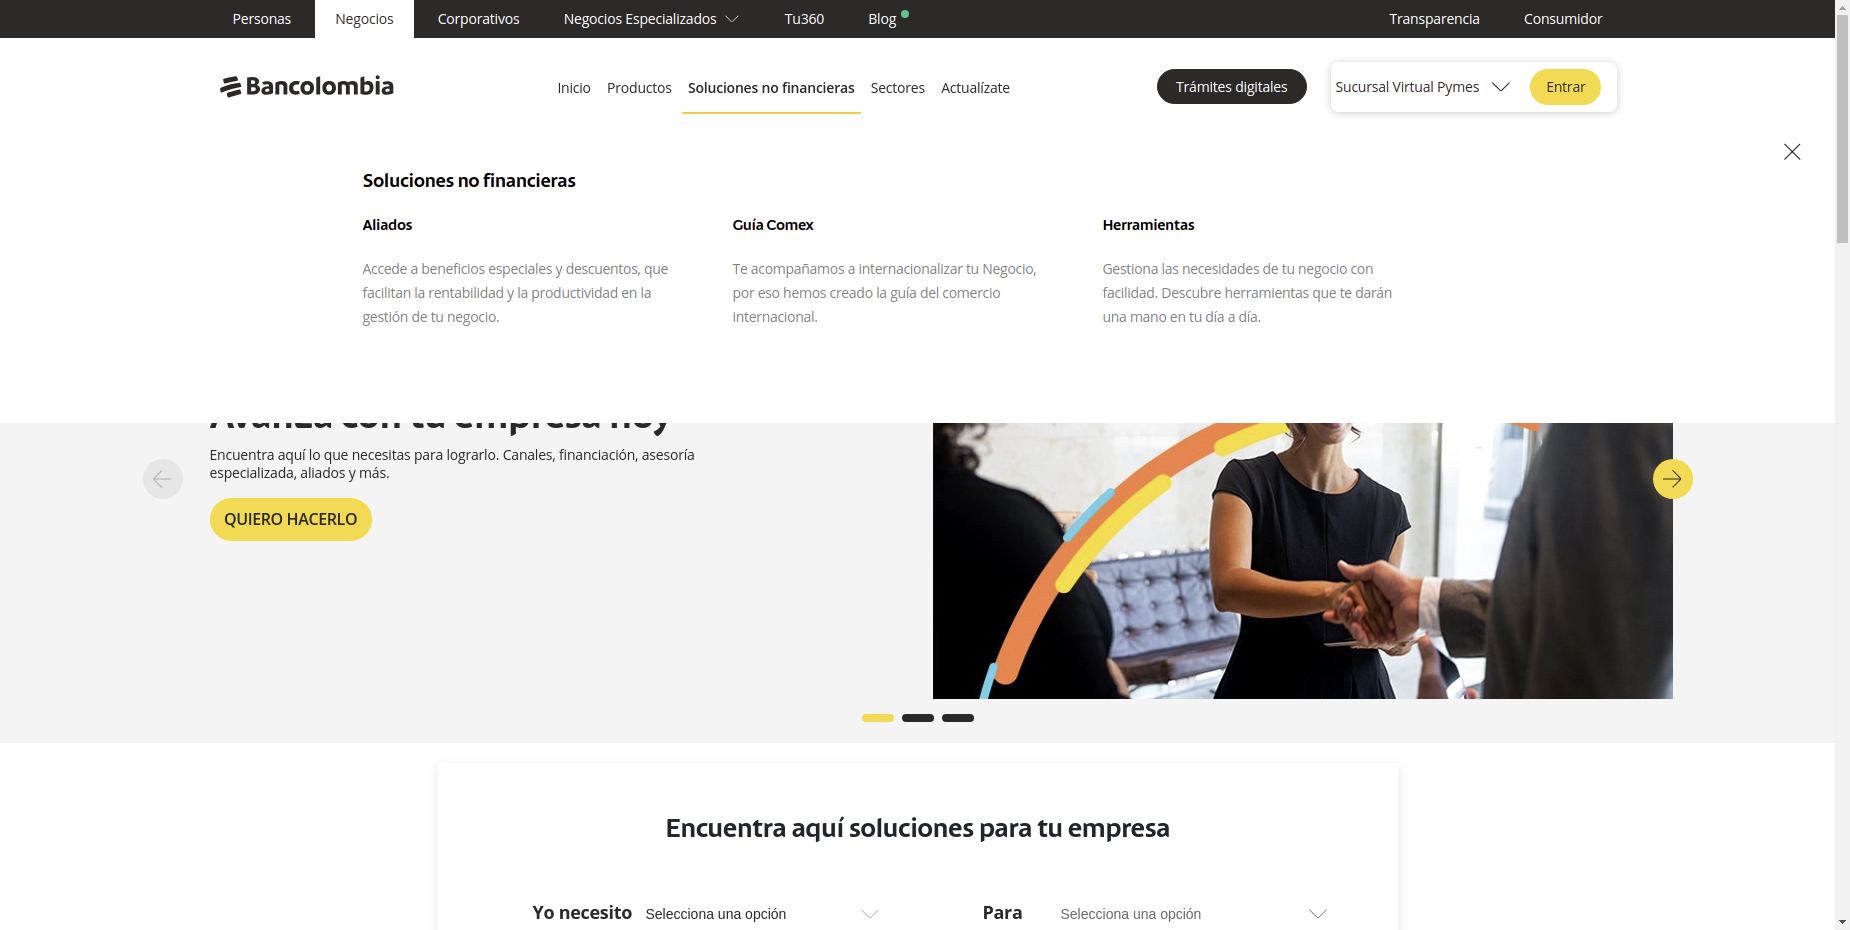 Personas
Negocios
Corporativos
Negocios Especializados
Tu360
Blog
Transparencia
Consumidor
Bancolombia
Inicio
Productos
Soluciones no financieras
Sectores
Actualízate
Trámites digitales
Sucursal Virtual Pymes
Entrar
Soluciones no financieras
Aliados
Accede a beneficios especiales y descuentos, que
facilitan la rentabilidad y la productividad en la
gestión de tu negocio.
Guía Comex
Te acompañamos a internacionalizar tu Negocio,
por eso hemos creado la guía del comercio
internacional.
Herramientas
Gestiona las necesidades de tu negocio con
facilidad. Descubre herramientas que te darán
una mano en tu día a día.
Avanza con tu empresa hoy
Encuentra aquí lo que necesitas para lograrlo. Canales, financiación, asesoría
especializada, aliados y más.
QUIERO HACERLO
Encuentra aquí soluciones para tu empresa
Yo necesito
Selecciona una opción
Para
Selecciona una opción